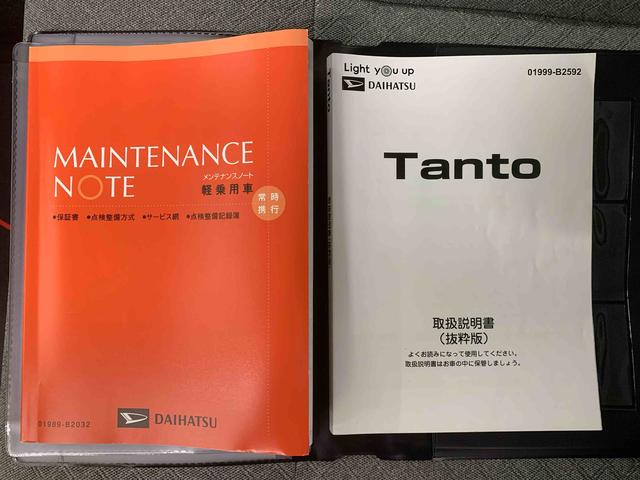 MAINTENANCE
NOTE
メンテナンスノート
軽乗用車
常時
携行
●保証書 ●点検整備方式 ●サービス網 ●点検整備記録簿
01989-B2032
DAIHATSU
Light you up
DAIHATSU
01999-B2592
Tanto
取扱説明書
（抜粋版）
よくお読みになって使用してください。
取扱説明書はお車の中に保管しましょう。
Tanto